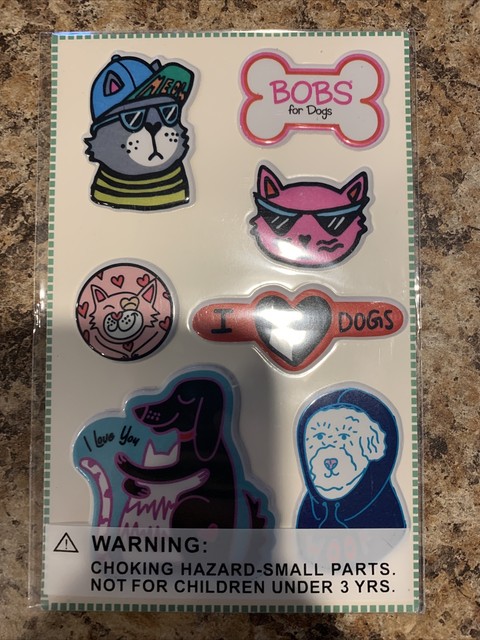 MEOW
BOBS
for Dogs
I DOGS
I Love You
WARNING:
CHOKING HAZARD-SMALL PARTS.
NOT FOR CHILDREN UNDER 3 YRS.